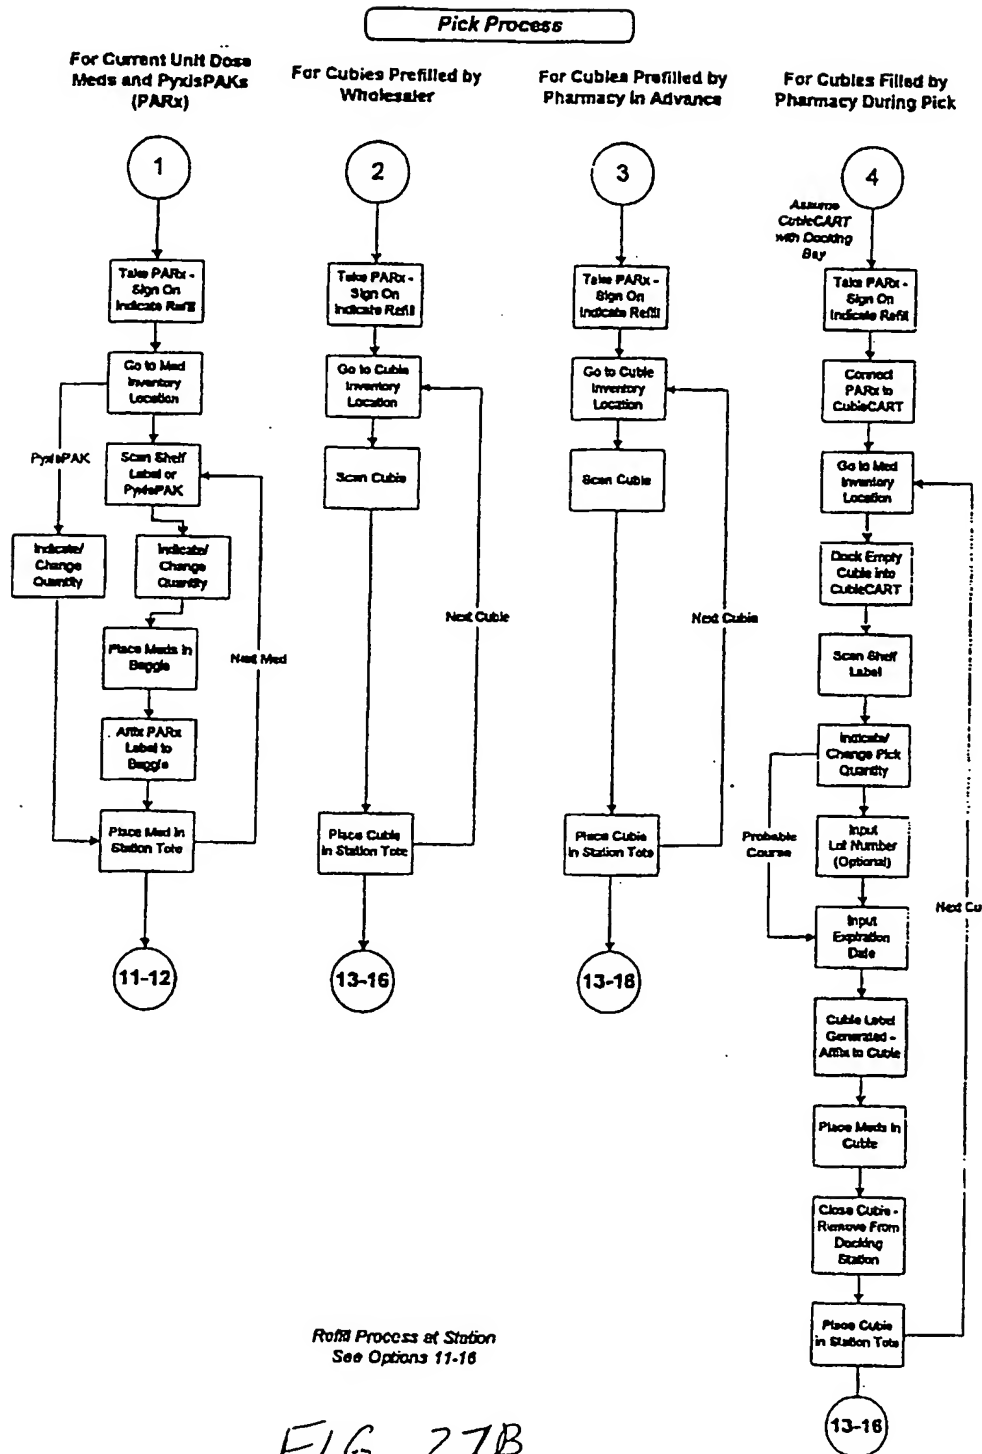 Pick Process
For Current Unit Dose
Meds and PyxisPAKs
(PARx)
1
Take PARx -
Sign On
Indicate Refill
Go to Med
Inventory
Location
PyxisPAK
Scan Shelf
Label or
PyxisPAK
Indicate/
Change
Quantity
Indicate/
Change
Quantity
Place Meds in
Baggie
Next Med
Affix PARx
Label to
Baggie
Place Med in
Station Tote
11-12
For Cubies Prefilled by
Wholesaler
2
Take PARx -
Sign On
Indicate Refill
Go to Cubie
Inventory
Location
Scan Cubie
Next Cubie
Place Cubie
in Station Tote
13-16
For Cubies Prefilled by
Pharmacy in Advance
3
Take PARx -
Sign On
Indicate Refill
Go to Cubie
Inventory
Location
Scan Cubie
Next Cubie
Place Cubie
in Station Tote
13-16
For Cubies Filled by
Pharmacy During Pick
4
Assume
CubieCART
with Docking
Bay
Take PARx -
Sign On
Indicate Refill
Connect
PARx to
CubieCART
Go to Med
Inventory
Location
Dock Empty
Cubie into
CubieCART
Scan Shelf
Label
Indicate/
Change Pick
Quantity
Probable
Course
Input
Lot Number
(Optional)
Next Cu
Input
Expiration
Date
Cubie Label
Generated -
Affix to Cubie
Place Meds in
Cubie
Close Cubie -
Remove From
Docking
Station
Place Cubie
in Station Tote
13-16
Refill Process at Station
See Options 11-16
FIG. 27B